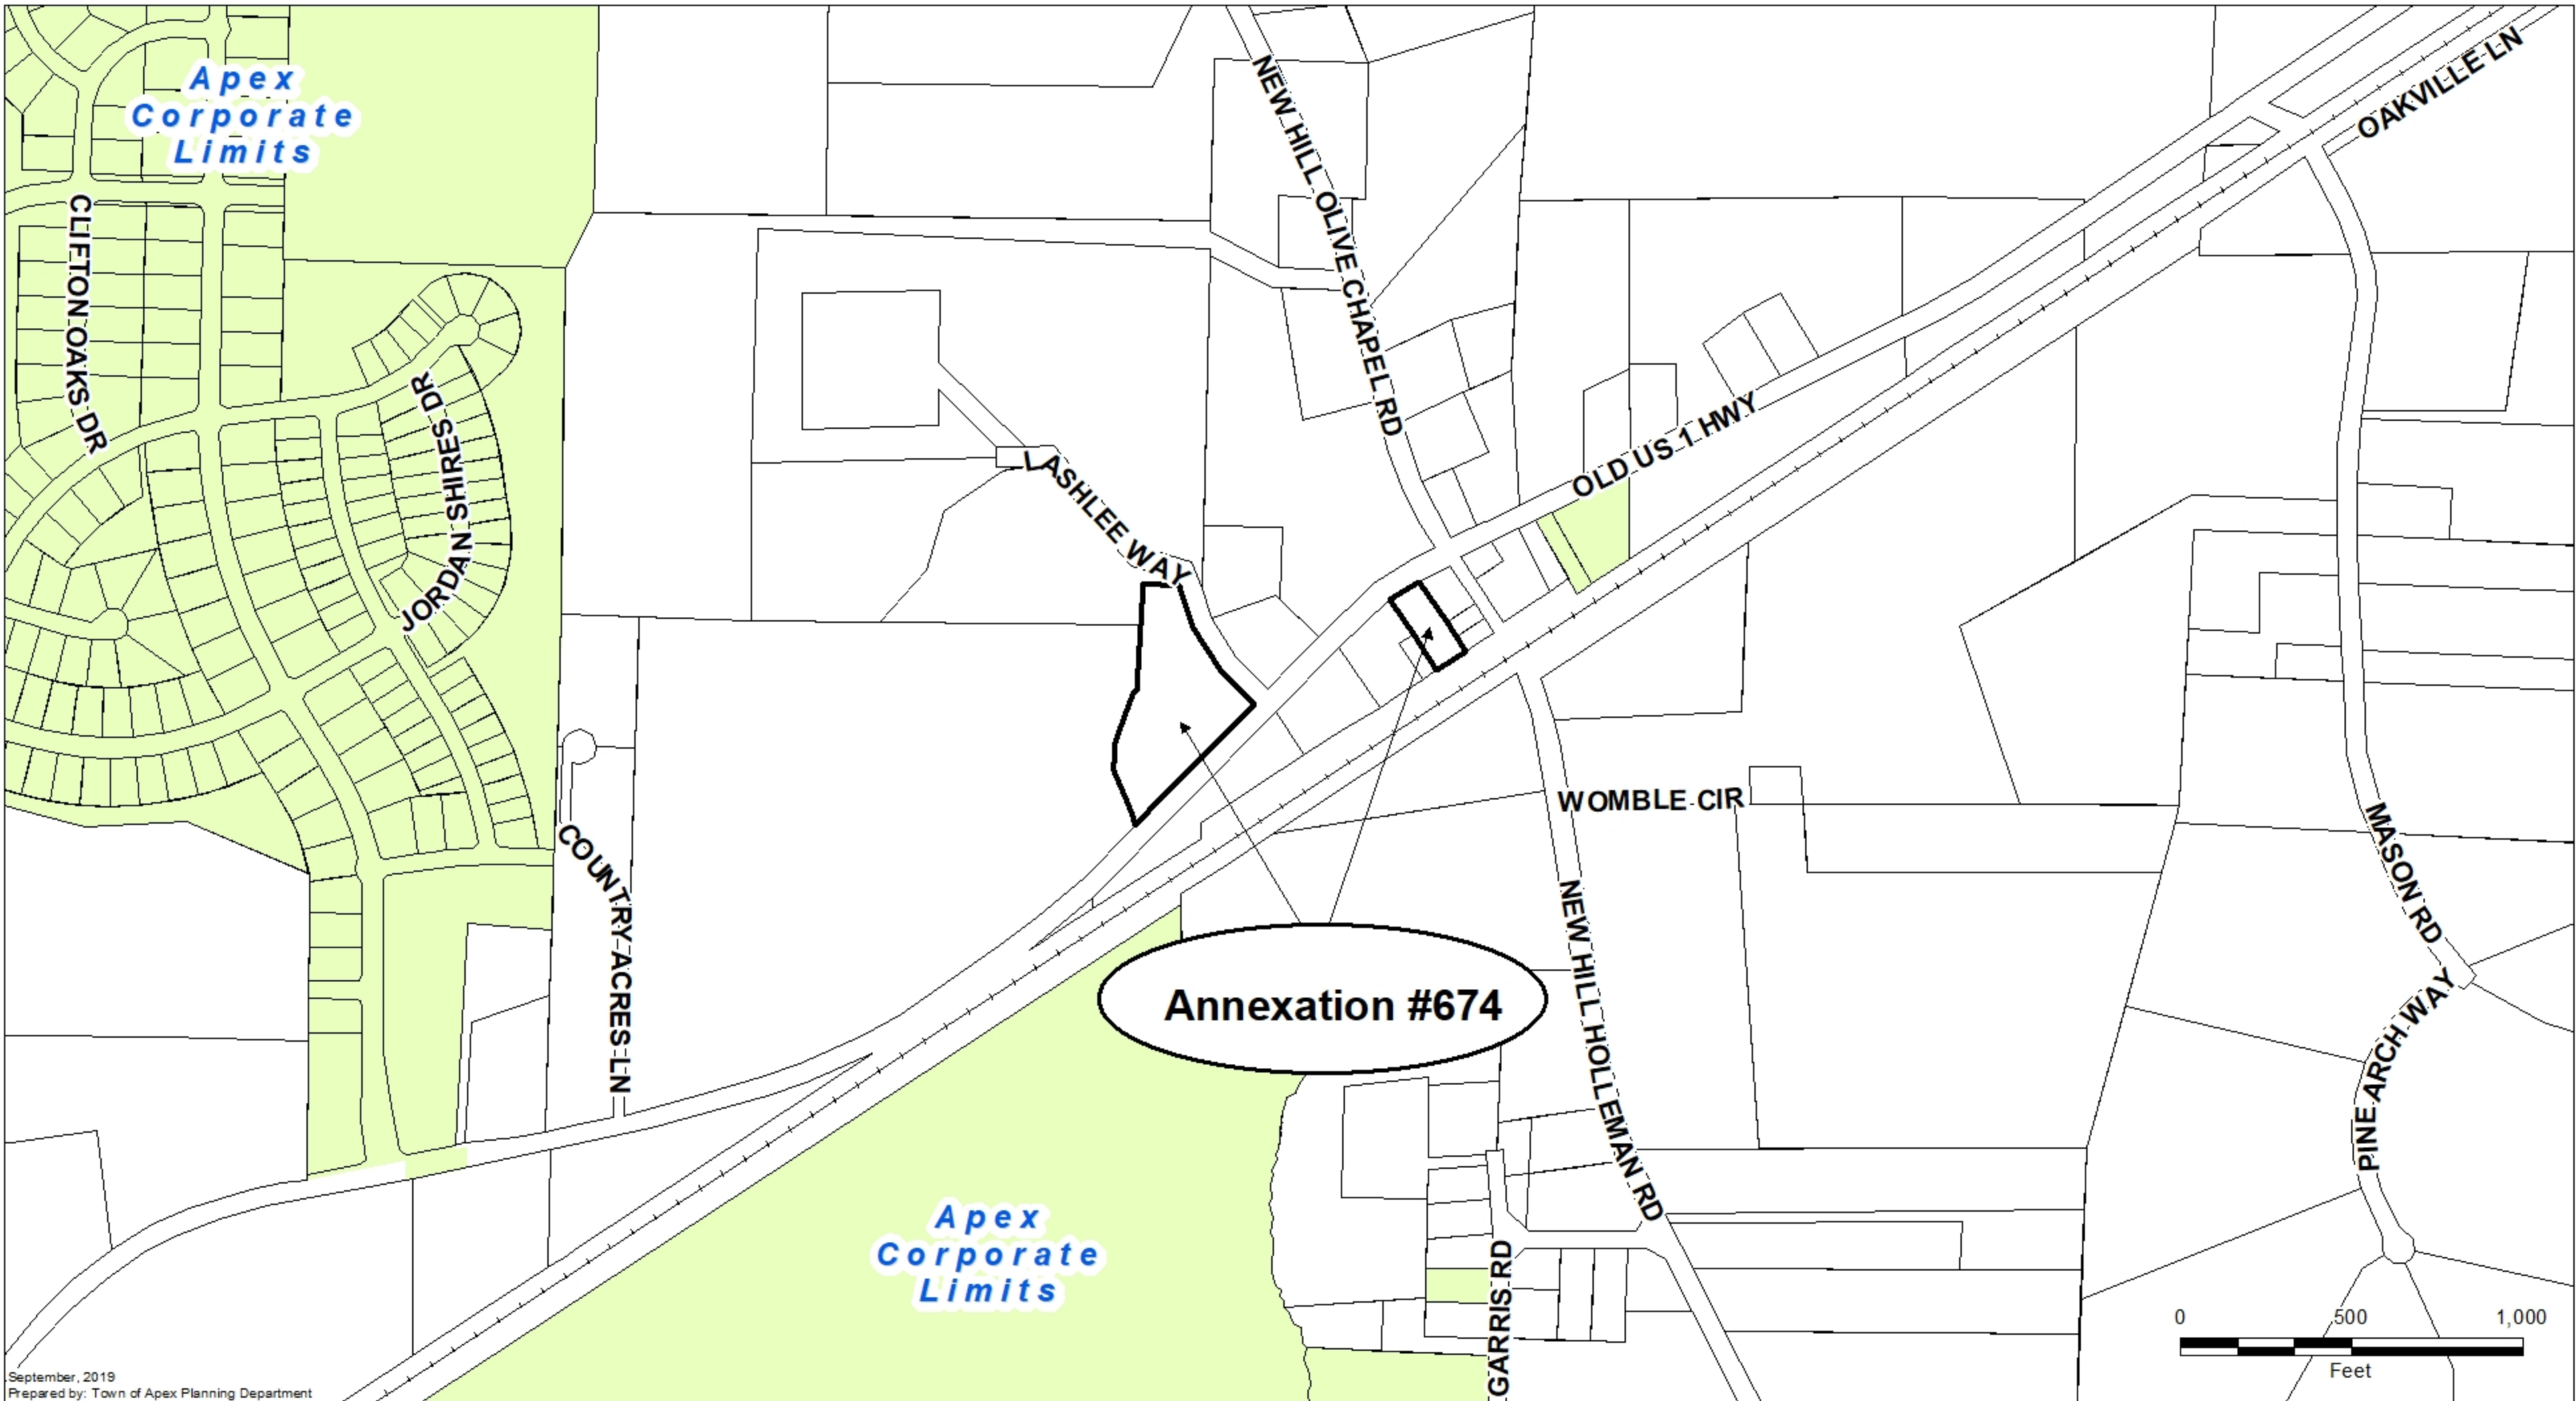 Apex
Corporate
Limits
NEW HILL OLIVE CHAPEL RD
OAKVILLE LN
CLIFTON OAKS DR
JORDAN SHIRES DR
LASHLEE WAY
OLD US 1 HWY
WOMBLE CIR
COUNTRY ACRES LN
MASON RD
NEW HILL HOLLEMAN RD
Annexation #674
PINE ARCH WAY
Apex
Corporate
Limits
GARRIS RD
0 500 1,000
Feet
September, 2019
Prepared by: Town of Apex Planning Department